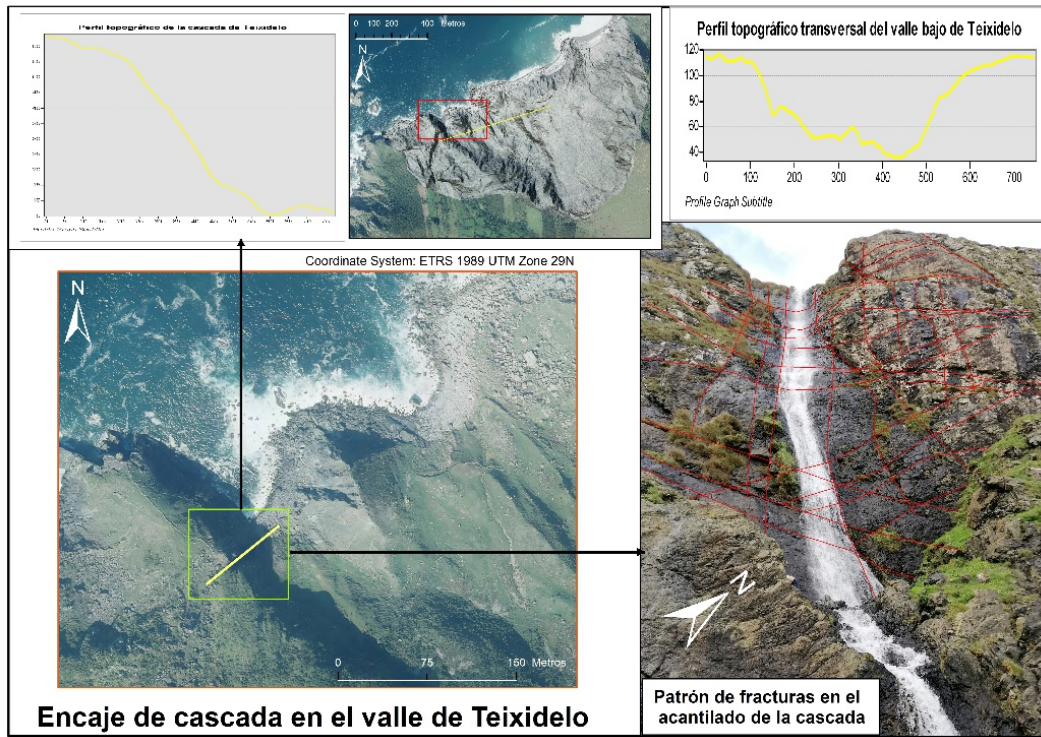 Perfil topográfico de la cascada de Teixidelo
0 100 200 400 Metros
N
Perfil topográfico transversal del valle bajo de Teixidelo
120
100
80
60
40
0 100 200 300 400 500 600 700
Profile Graph Subtitle
Coordinate System: ETRS 1989 UTM Zone 29N
N
0 75 150 Metros
N
Patrón de fracturas en el
acantilado de la cascada
Encaje de cascada en el valle de Teixidelo